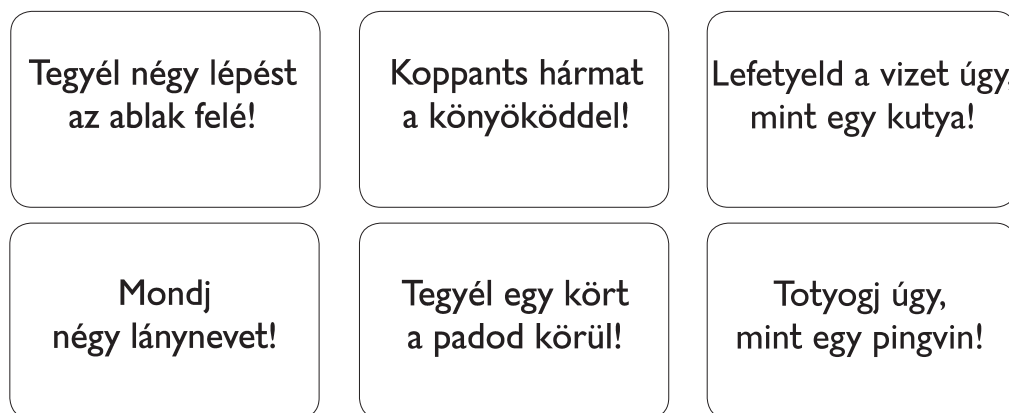 Tegyél négy lépést
az ablak felé!
Koppants hármat
a könyököddel!
Lefetyeld a vizet úgy,
mint egy kutya!
Mondj
négy lánynevet!
Tegyél egy kört
a padod körül!
Totyogj úgy,
mint egy pingvin!